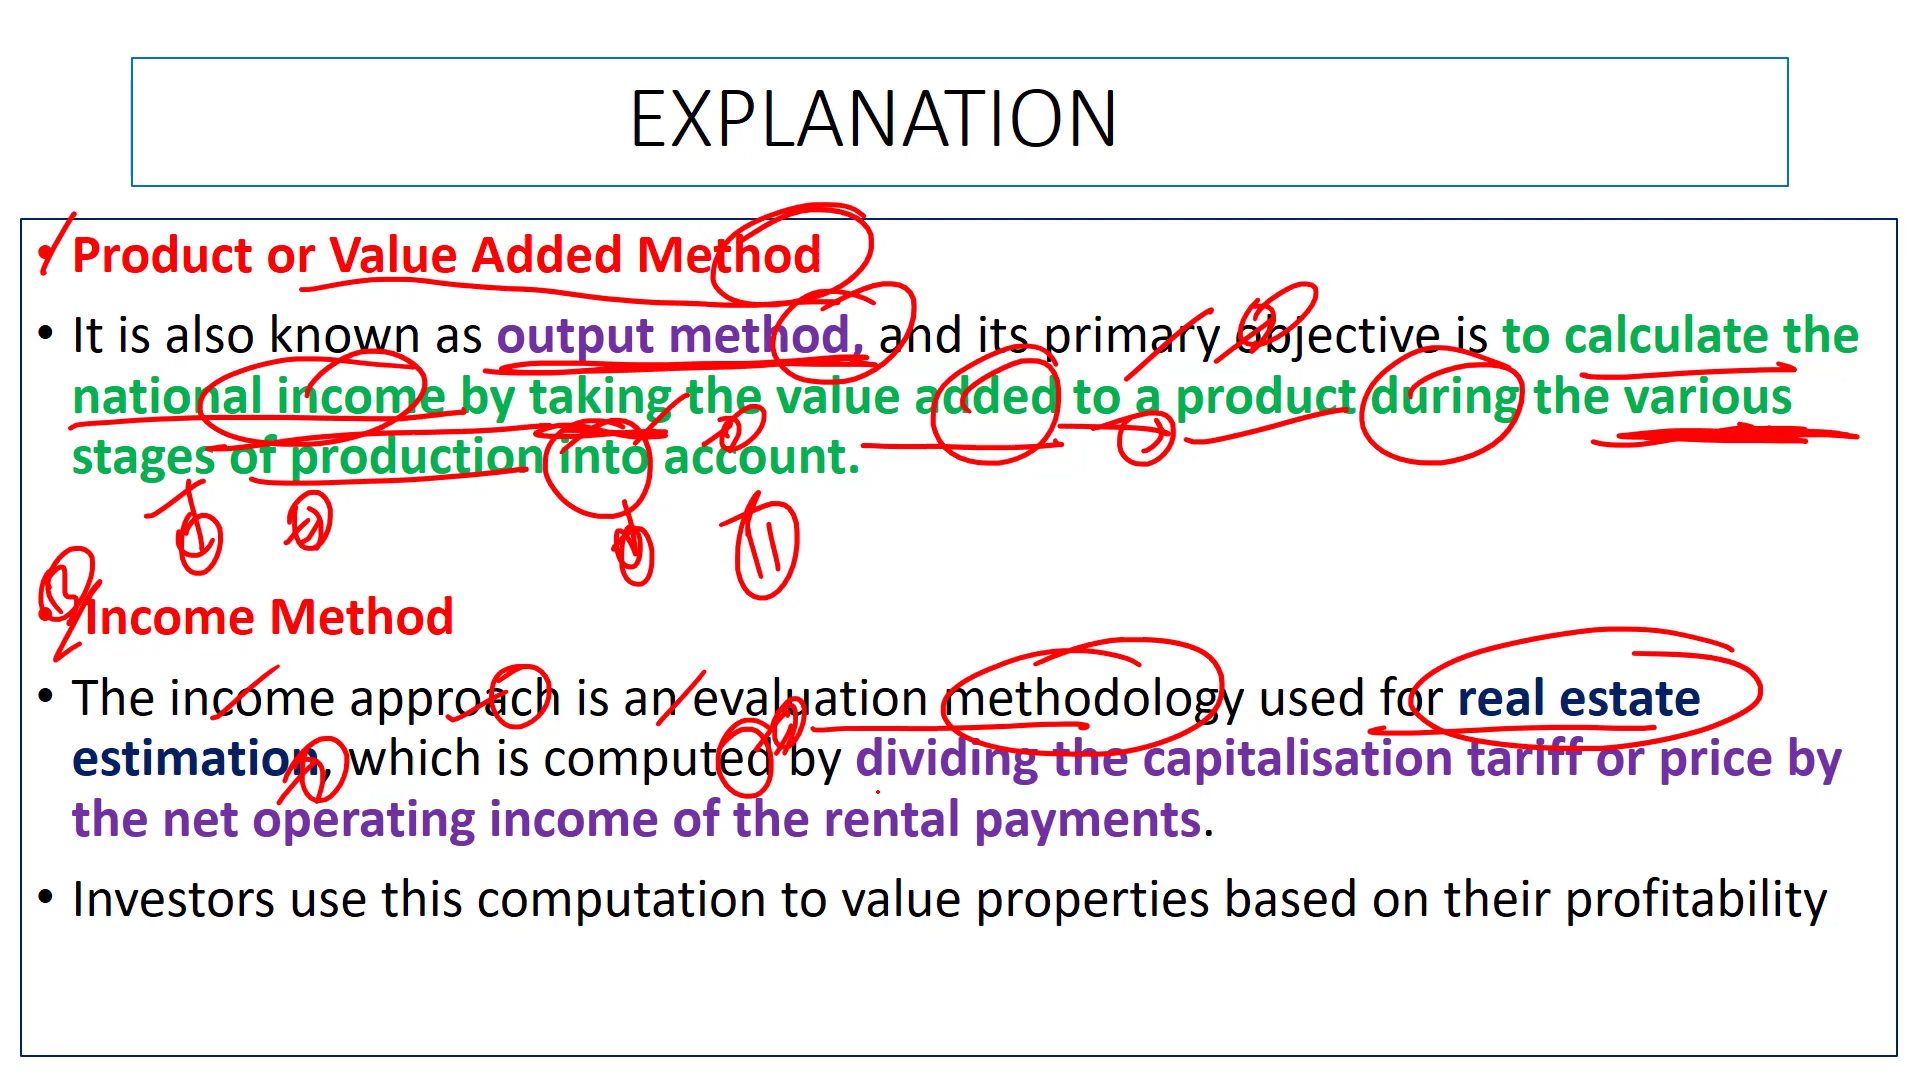 EXPLANATION
• Product or Value Added Method
• It is also known as output method, and its primary objective is to calculate the
national income by taking the value added to a product during the various
stages of production into account.
• Income Method
• The income approach is an evaluation methodology used for real estate
estimation, which is computed by dividing the capitalisation tariff or price by
the net operating income of the rental payments.
• Investors use this computation to value properties based on their profitability